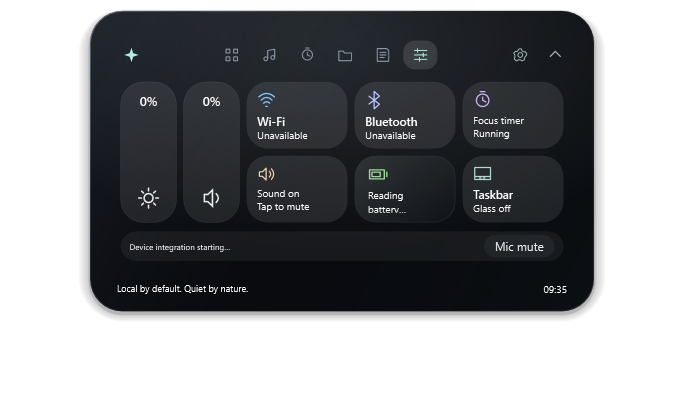 0%
0%
Wi-Fi
Unavailable
Bluetooth
Unavailable
Focus timer
Running
Sound on
Tap to mute
Reading
battery...
Taskbar
Glass off
Device integration starting...
Mic mute
Local by default. Quiet by nature.
09:35